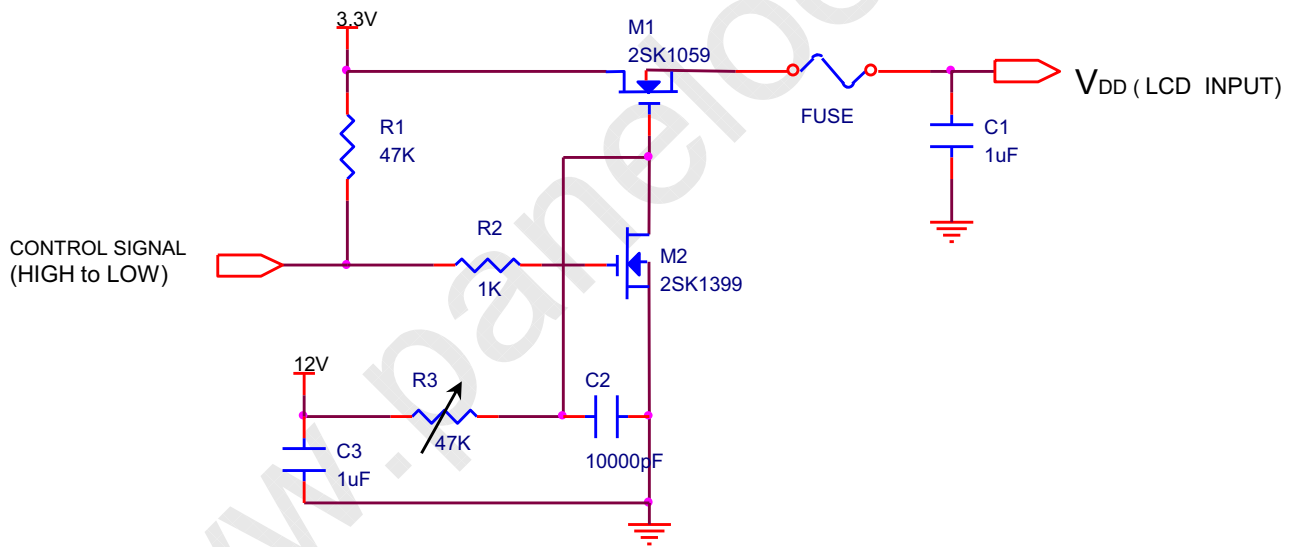 3.3V
M1
2SK1059
FUSE
VDD ( LCD INPUT)
C1
1uF
R1
47K
CONTROL SIGNAL
(HIGH to LOW)
R2
1K
M2
2SK1399
12V
R3
47K
C2
10000pF
C3
1uF